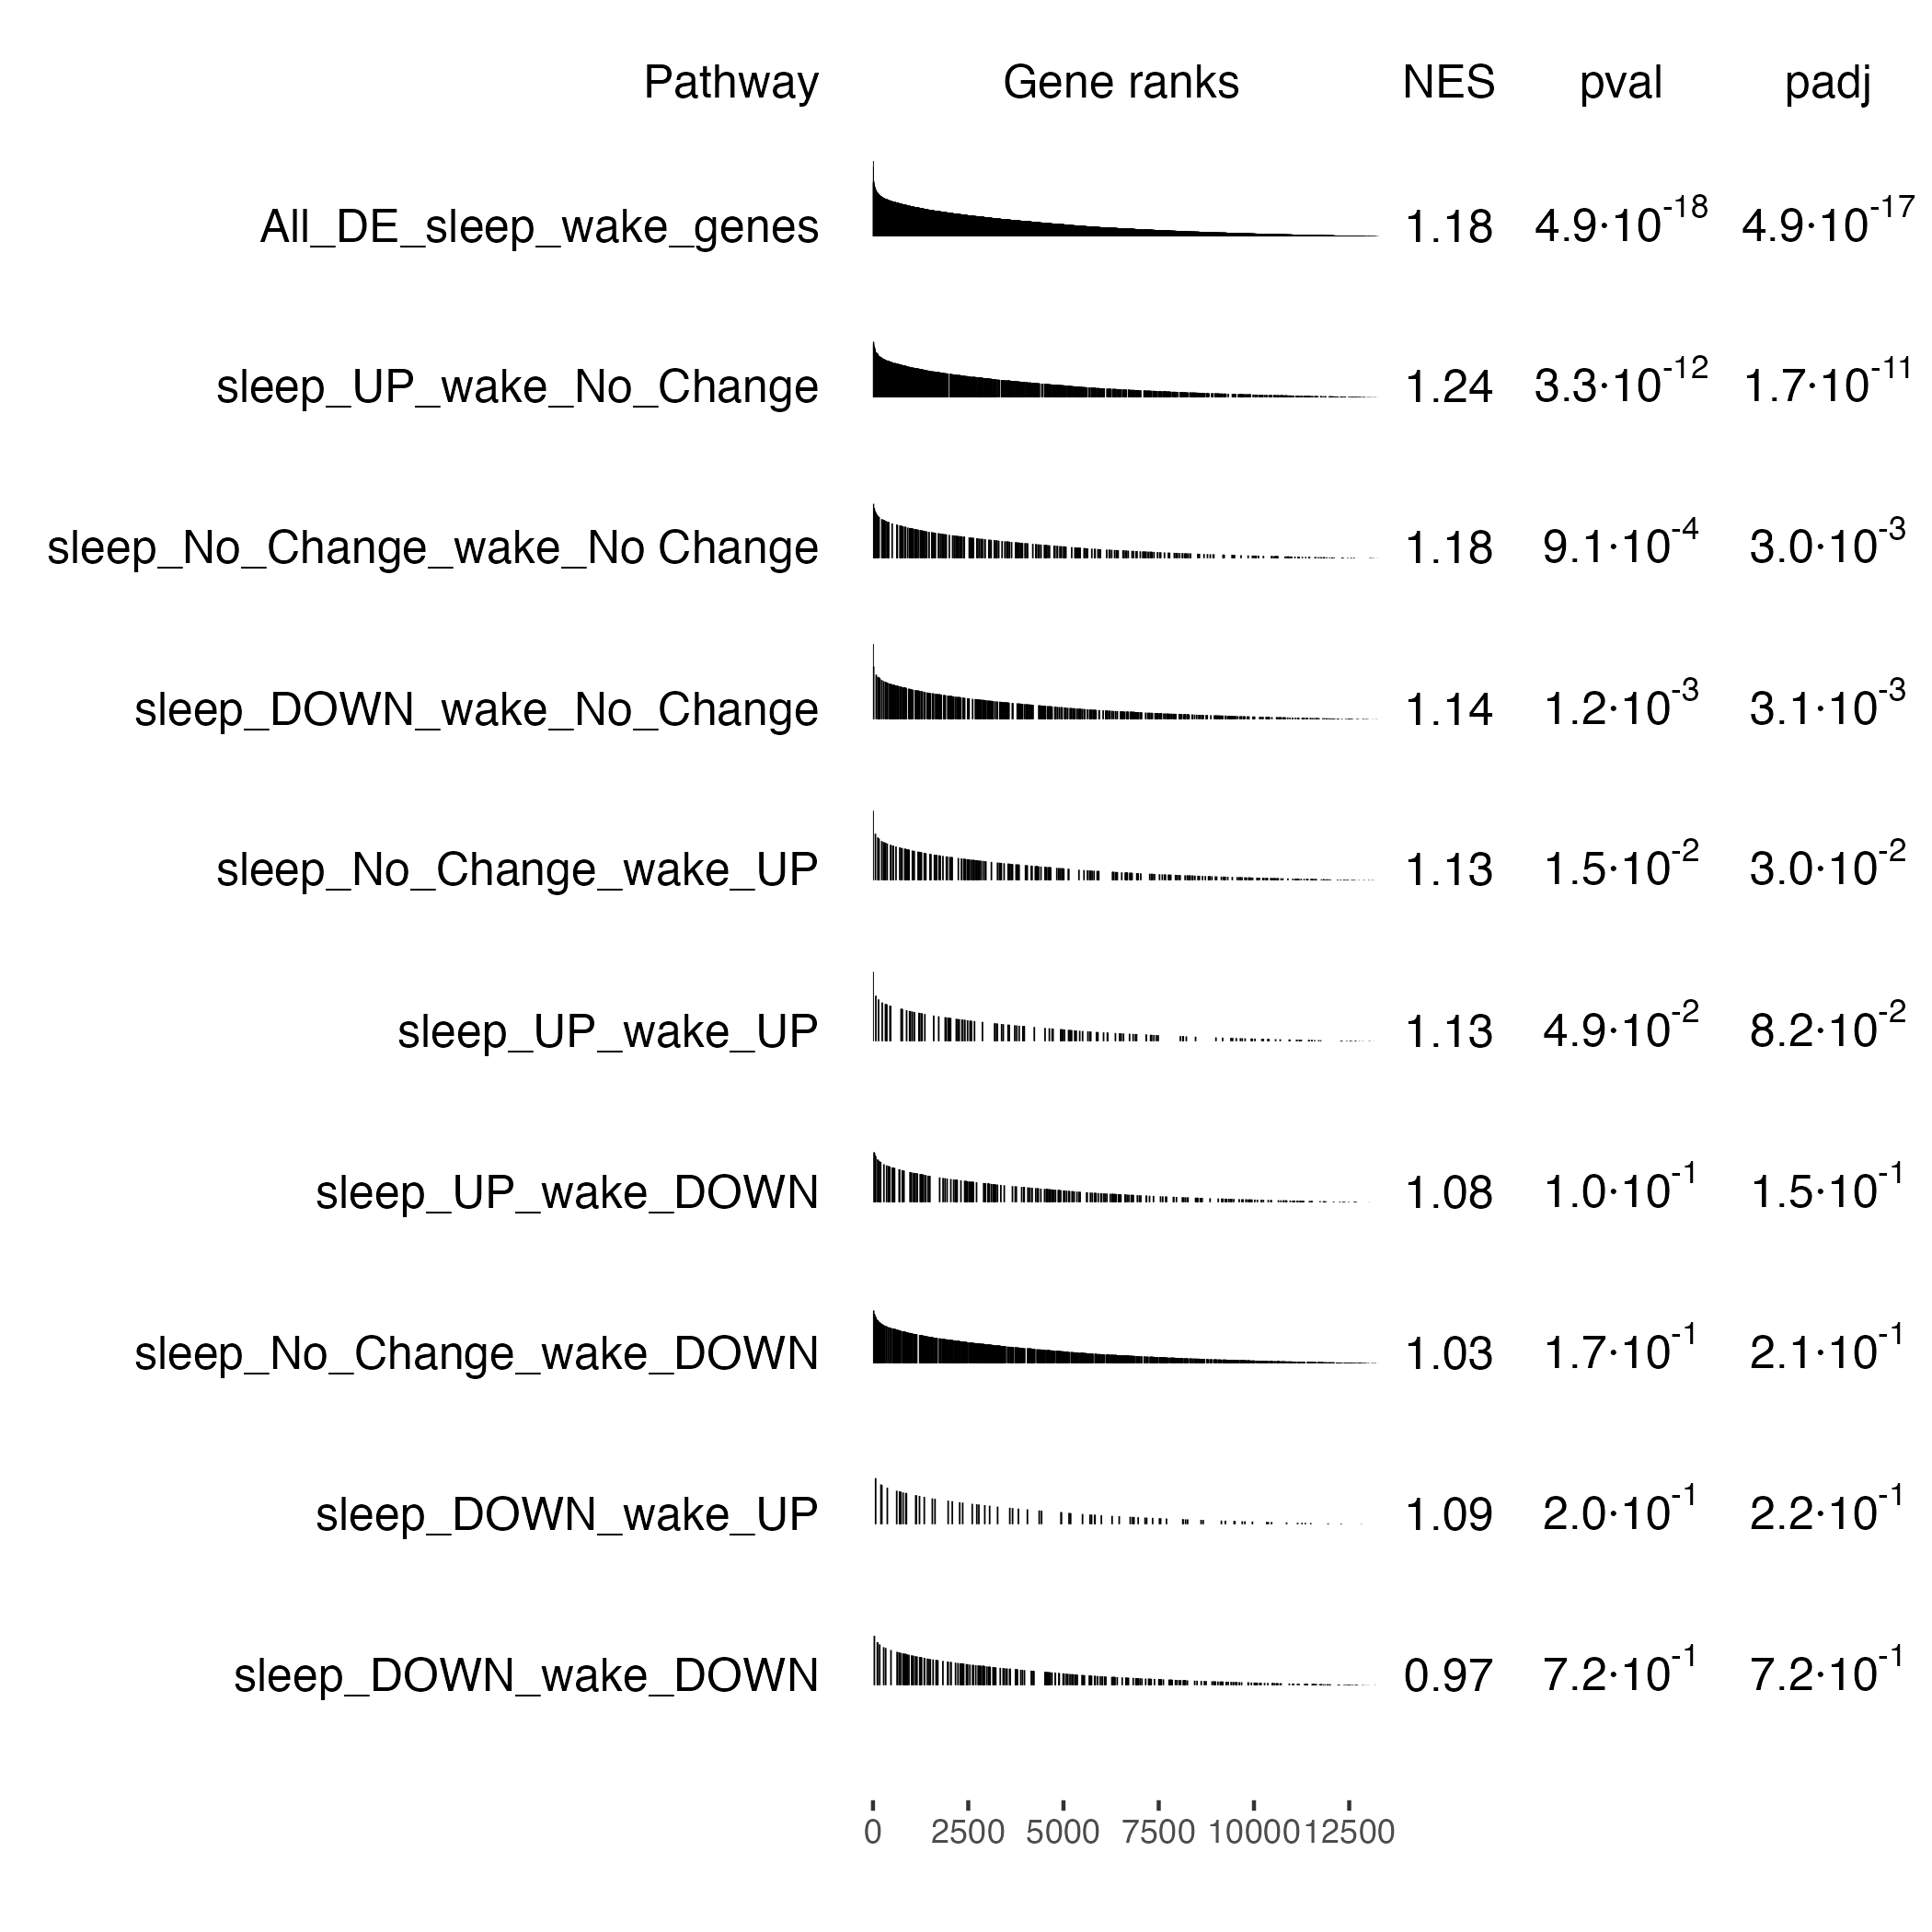 Pathway Gene ranks NES pval padj
All_DE_sleep_wake_genes 1.18 4.9·10^-18 4.9·10^-17
sleep_UP_wake_No_Change 1.24 3.3·10^-12 1.7·10^-11
sleep_No_Change_wake_No Change 1.18 9.1·10^-4 3.0·10^-3
sleep_DOWN_wake_No_Change 1.14 1.2·10^-3 3.1·10^-3
sleep_No_Change_wake_UP 1.13 1.5·10^-2 3.0·10^-2
sleep_UP_wake_UP 1.13 4.9·10^-2 8.2·10^-2
sleep_UP_wake_DOWN 1.08 1.0·10^-1 1.5·10^-1
sleep_No_Change_wake_DOWN 1.03 1.7·10^-1 2.1·10^-1
sleep_DOWN_wake_UP 1.09 2.0·10^-1 2.2·10^-1
sleep_DOWN_wake_DOWN 0.97 7.2·10^-1 7.2·10^-1
0 2500 5000 7500 10000 12500